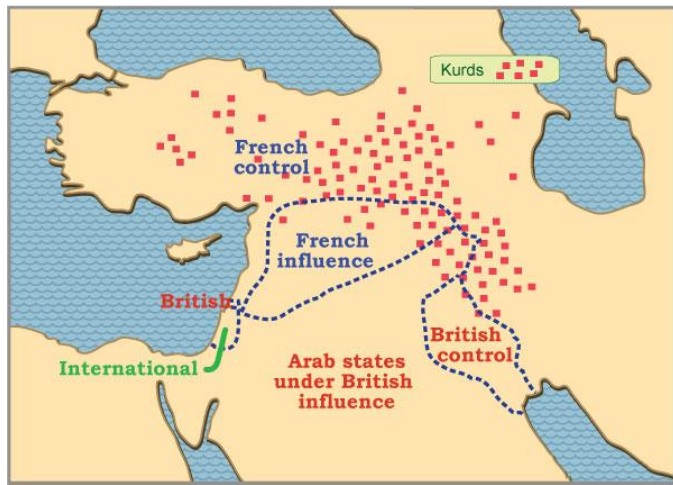 Kurds
French
control
French
influence
British
International
Arab states
under British
influence
British
control